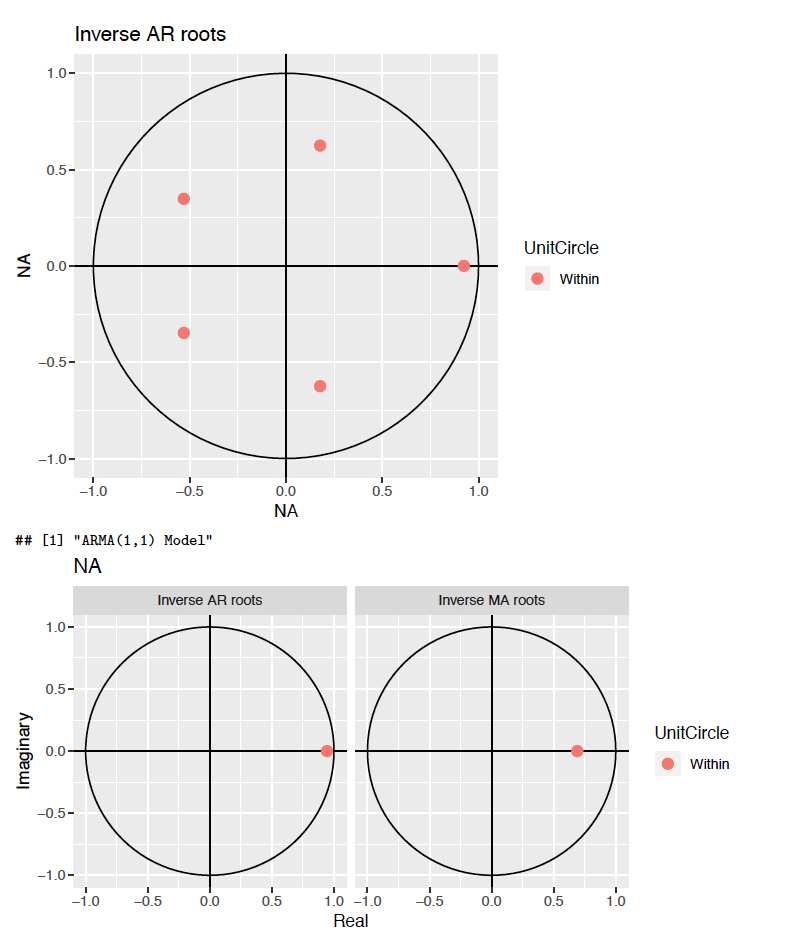 Inverse AR roots
1.0
0.5
0.0
−0.5
−1.0
NA
−1.0 −0.5 0.0 0.5 1.0
NA
UnitCircle
Within
## [1] "ARMA(1,1) Model"
NA
Inverse AR roots Inverse MA roots
1.0
0.5
0.0
−0.5
−1.0
Imaginary
−1.0 −0.5 0.0 0.5 1.0 −1.0 −0.5 0.0 0.5 1.0
Real
UnitCircle
Within